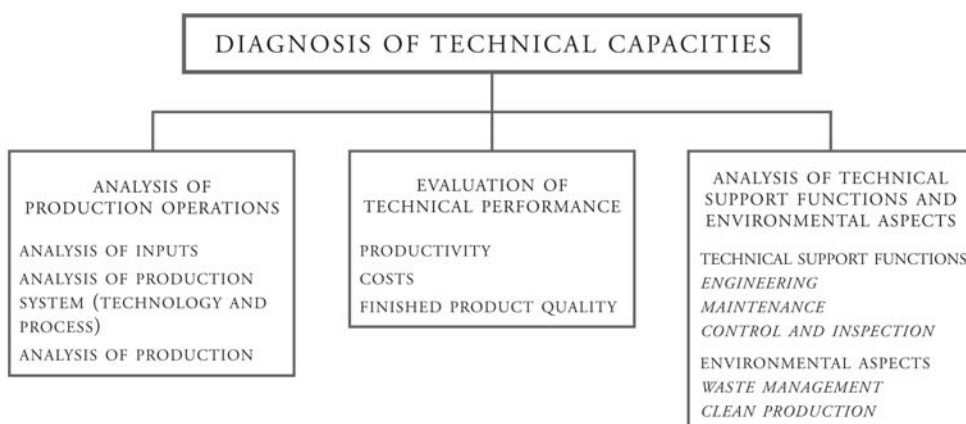 DIAGNOSIS OF TECHNICAL CAPACITIES
ANALYSIS OF
PRODUCTION OPERATIONS
ANALYSIS OF INPUTS
ANALYSIS OF PRODUCTION
SYSTEM (TECHNOLOGY AND
PROCESS)
ANALYSIS OF PRODUCTION
EVALUATION OF
TECHNICAL PERFORMANCE
PRODUCTIVITY
COSTS
FINISHED PRODUCT QUALITY
ANALYSIS OF TECHNICAL
SUPPORT FUNCTIONS AND
ENVIRONMENTAL ASPECTS
TECHNICAL SUPPORT FUNCTIONS
ENGINEERING
MAINTENANCE
CONTROL AND INSPECTION
ENVIRONMENTAL ASPECTS
WASTE MANAGEMENT
CLEAN PRODUCTION